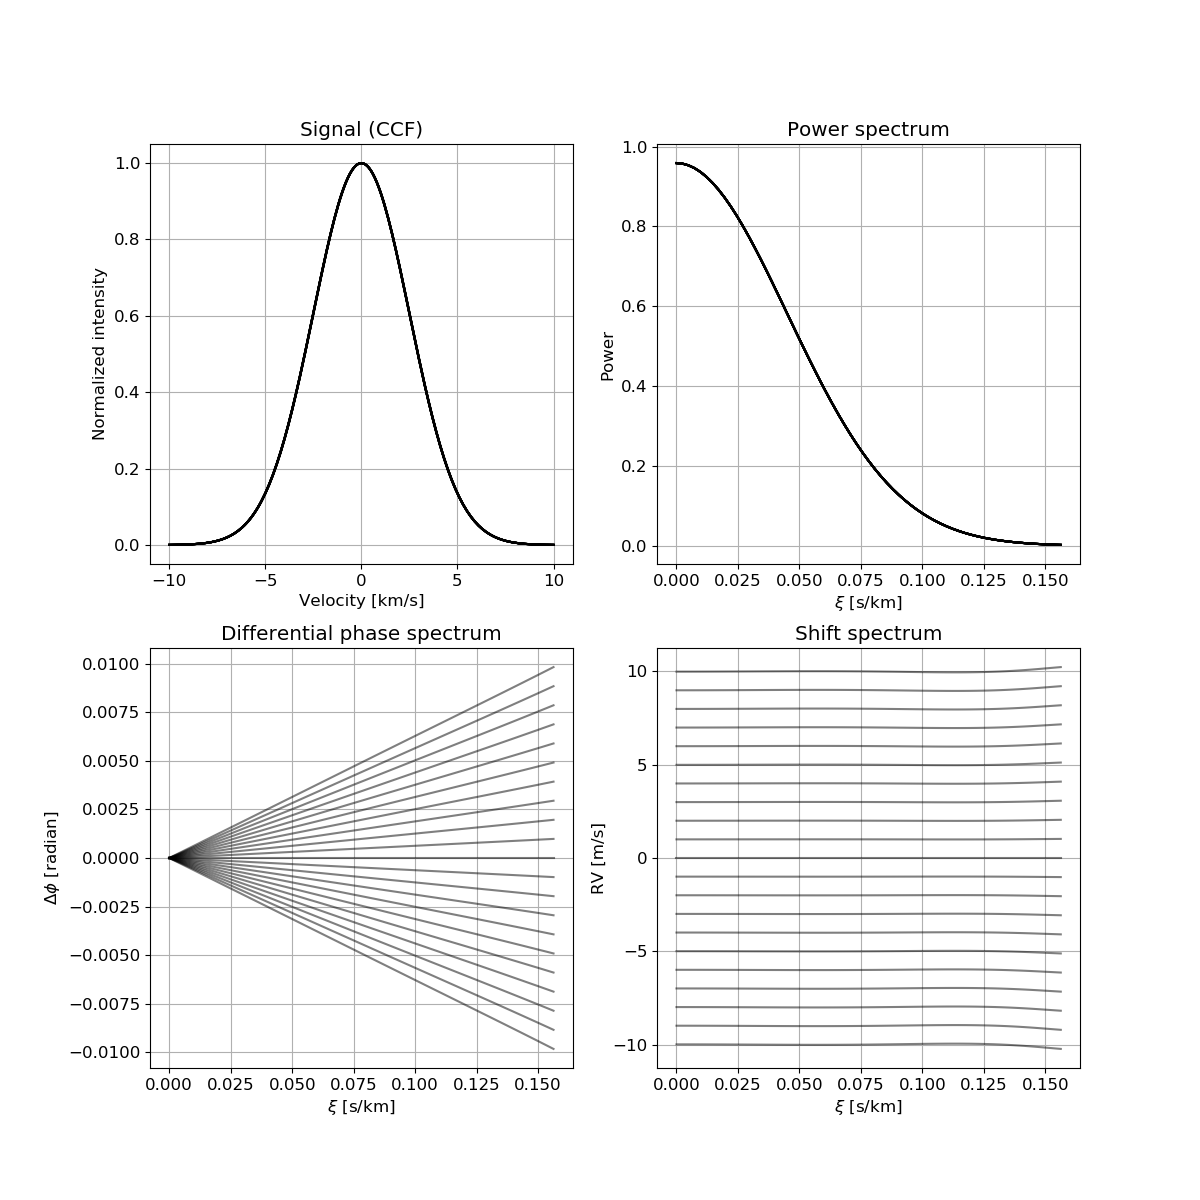 Signal (CCF)
Normalized intensity
1.0
0.8
0.6
0.4
0.2
0.0
−10 −5 0 5 10
Velocity [km/s]
Power spectrum
Power
1.0
0.8
0.6
0.4
0.2
0.0
0.000 0.025 0.050 0.075 0.100 0.125 0.150
ξ [s/km]
Differential phase spectrum
Δϕ [radian]
0.0100
0.0075
0.0050
0.0025
0.0000
−0.0025
−0.0050
−0.0075
−0.0100
0.000 0.025 0.050 0.075 0.100 0.125 0.150
ξ [s/km]
Shift spectrum
RV [m/s]
10
5
0
−5
−10
0.000 0.025 0.050 0.075 0.100 0.125 0.150
ξ [s/km]